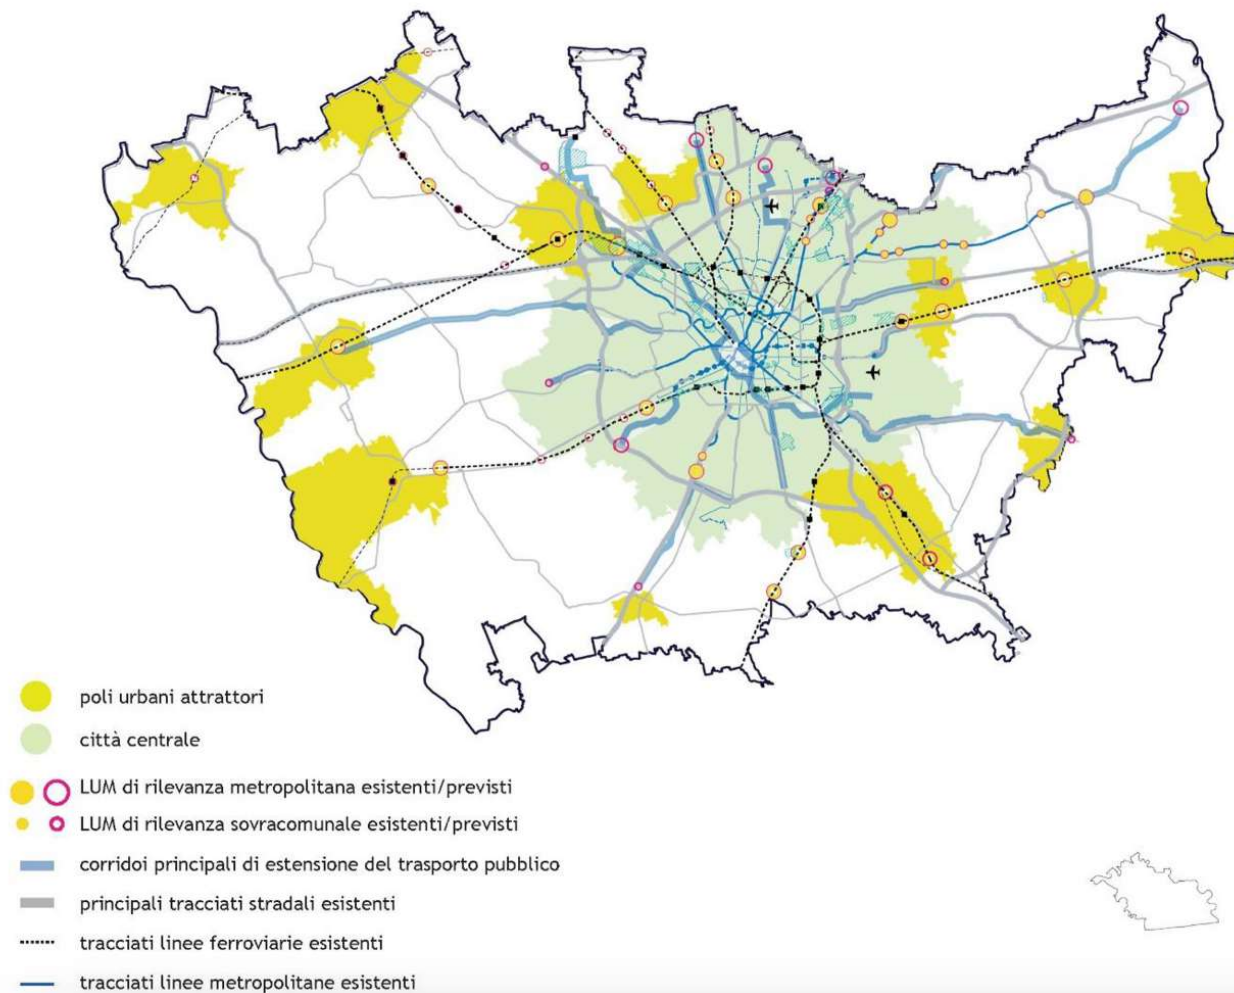 poli urbani attrattori
città centrale
LUM di rilevanza metropolitana esistenti/previsti
LUM di rilevanza sovracomunale esistenti/previsti
corridoi principali di estensione del trasporto pubblico
principali tracciati stradali esistenti
tracciati linee ferroviarie esistenti
tracciati linee metropolitane esistenti